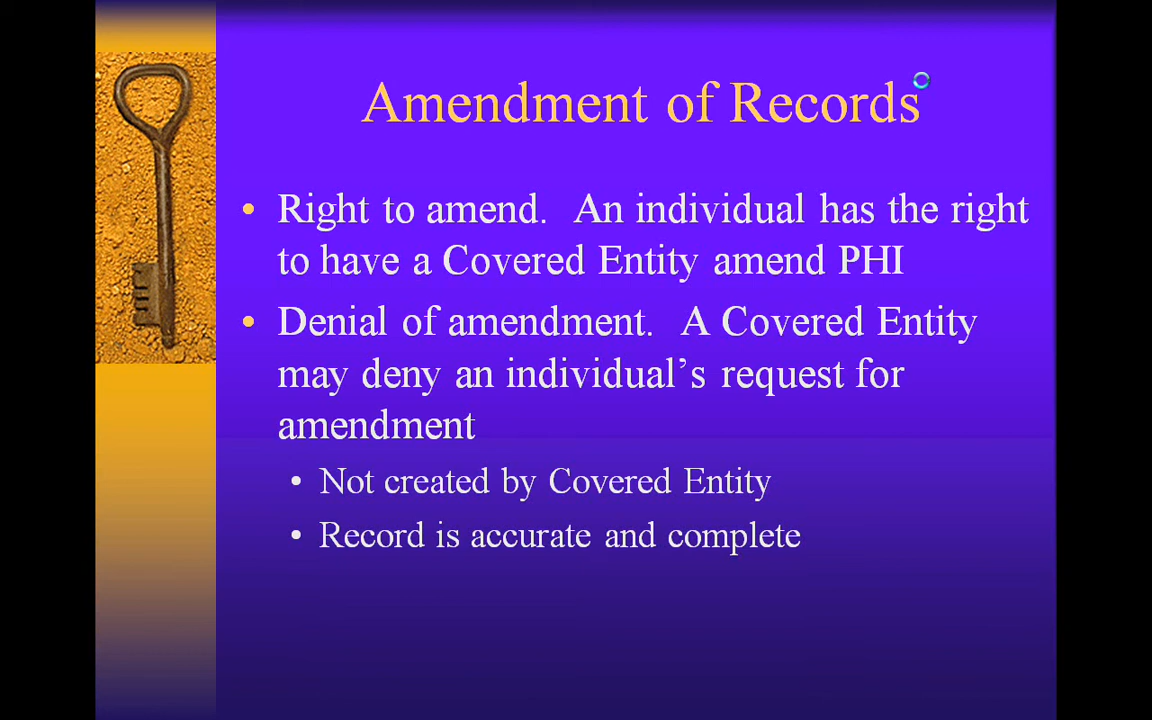 Amendment of Records
• Right to amend.  An individual has the right
to have a Covered Entity amend PHI
• Denial of amendment.  A Covered Entity
may deny an individual’s request for
amendment
• Not created by Covered Entity
• Record is accurate and complete